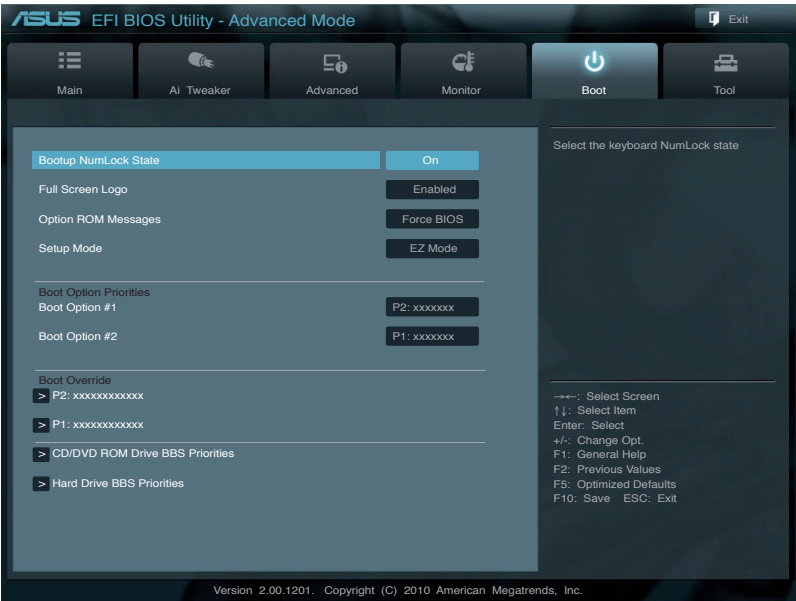 ASUS EFI BIOS Utility - Advanced Mode
Exit
Main
Ai Tweaker
Advanced
Monitor
Boot
Tool
Bootup NumLock State
On
Full Screen Logo
Enabled
Option ROM Messages
Force BIOS
Setup Mode
EZ Mode
Boot Option Priorities
Boot Option #1
P2: xxxxxxx
Boot Option #2
P1: xxxxxxx
Boot Override
> P2: xxxxxxxxxxxx
> P1: xxxxxxxxxxxx
> CD/DVD ROM Drive BBS Priorities
> Hard Drive BBS Priorities
Select the keyboard NumLock state
→←: Select Screen
↑↓: Select Item
Enter: Select
+/-: Change Opt.
F1: General Help
F2: Previous Values
F5: Optimized Defaults
F10: Save ESC: Exit
Version 2.00.1201. Copyright (C) 2010 American Megatrends, Inc.